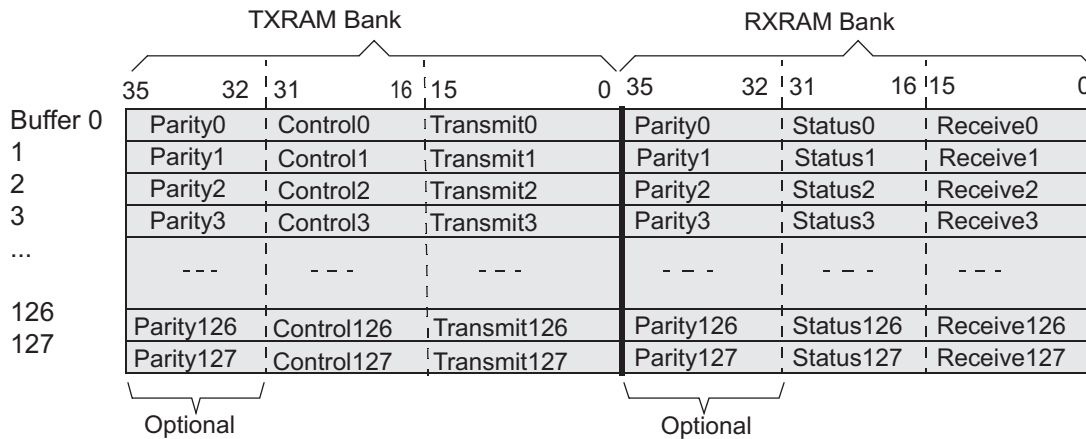 TXRAM Bank RXRAM Bank
35 32 31 16 15 0 35 32 31 16 15 0
Buffer 0 Parity0 Control0 Transmit0 Parity0 Status0 Receive0
1 Parity1 Control1 Transmit1 Parity1 Status1 Receive1
2 Parity2 Control2 Transmit2 Parity2 Status2 Receive2
3 Parity3 Control3 Transmit3 Parity3 Status3 Receive3
... - - - - - - - - - - - - - - - - - -
126 Parity126 Control126 Transmit126 Parity126 Status126 Receive126
127 Parity127 Control127 Transmit127 Parity127 Status127 Receive127
Optional Optional